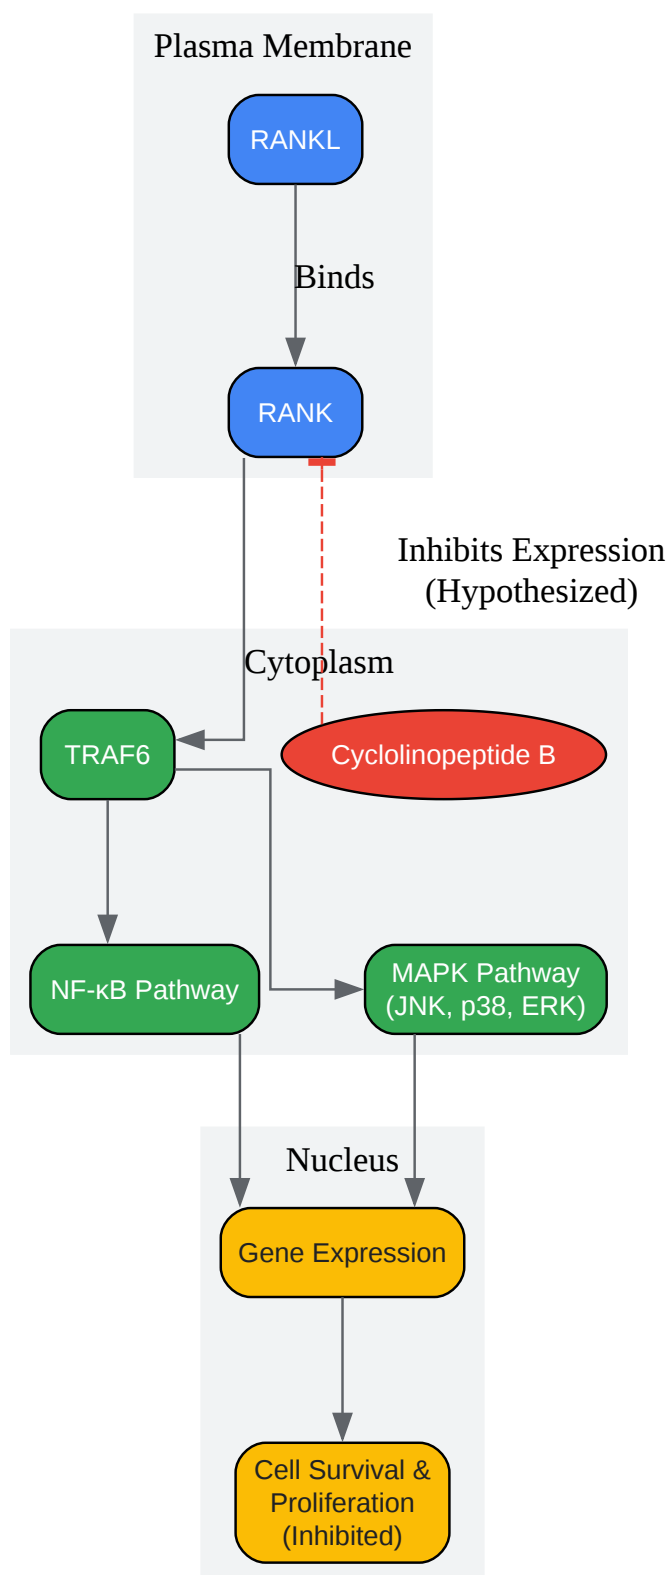 Plasma Membrane
RANKL
Binds
RANK
Inhibits Expression
(Hypothesized)
Cytoplasm
TRAF6
Cyclolinopeptide B
NF-κB Pathway
MAPK Pathway
(JNK, p38, ERK)
Nucleus
Gene Expression
Cell Survival &
Proliferation
(Inhibited)